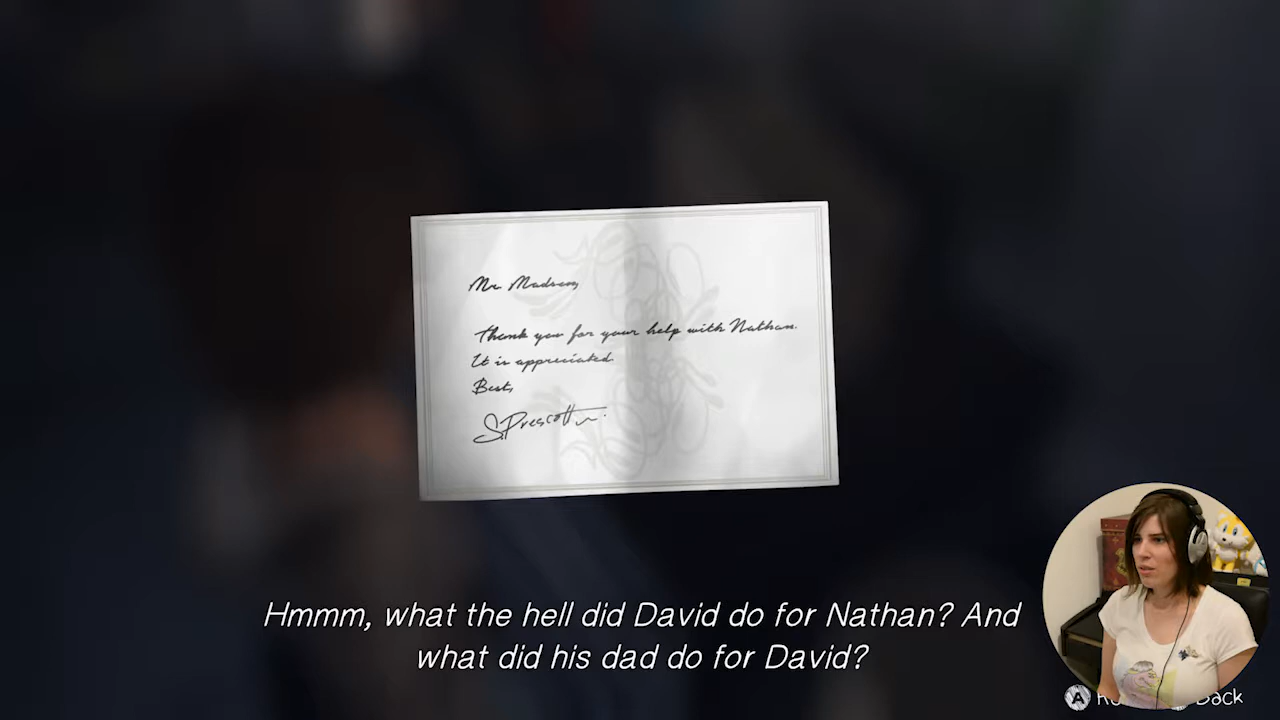 Mr. Madsen,
Thank you for your help with Nathan.
It is appreciated.
Best,
S. Prescott
Hmmm, what the hell did David do for Nathan? And
what did his dad do for David?
A
Back